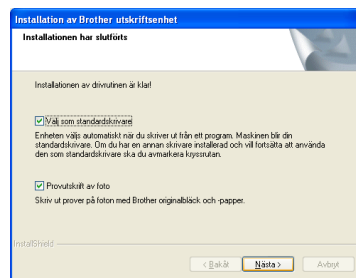 Installation av Brother utskriftsenhet
Installationen har slutförts
Installationen av drivrutinen är klar!
Välj som standardskrivare
Enheten väljs automatiskt när du skriver ut från ett program. Maskinen blir din
standardskrivare. Om du har en annan skrivare installerad och vill fortsätta att använda
den som standardskrivare ska du avmarkera kryssrutan.
Provutskrift av foto
Skriv ut prover på foton med Brother originalbläck och -papper.
InstallShield
< Bakåt
Nästa >
Avbryt